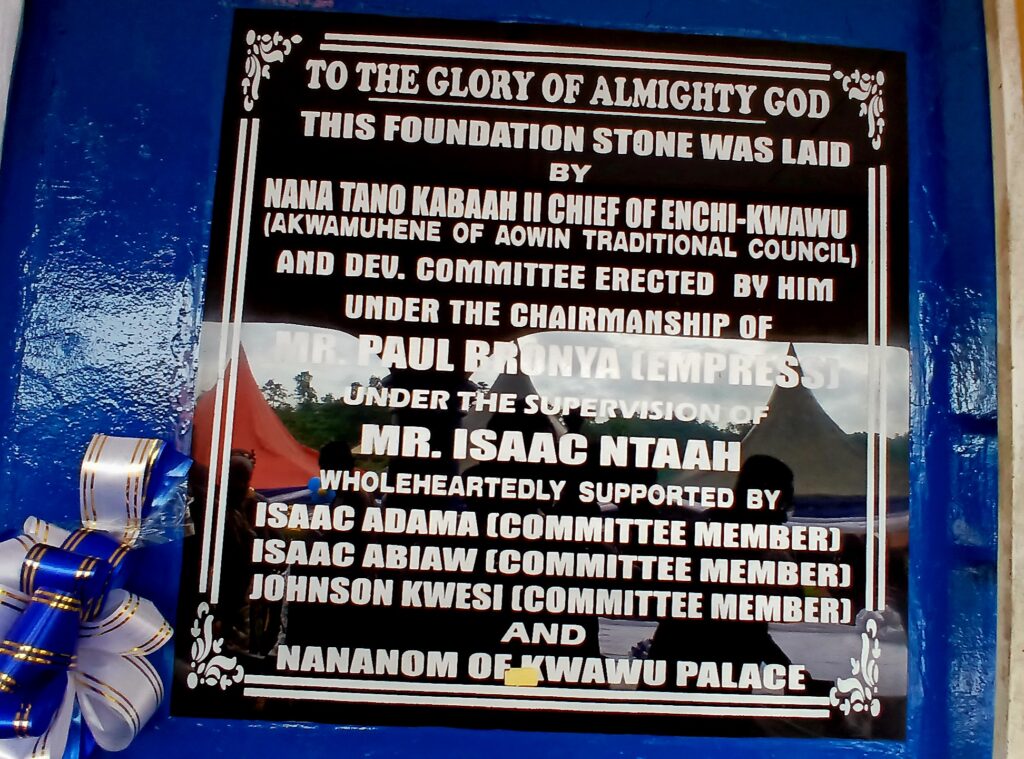 TO THE GLORY OF ALMIGHTY GOD
THIS FOUNDATION STONE WAS LAID
BY
NANA TANO KABAAH II CHIEF OF ENCHI-KWAWU
(AKWAMUHENE OF AOWIN TRADITIONAL COUNCIL)
AND DEV. COMMITTEE ERECTED BY HIM
UNDER THE CHAIRMANSHIP OF
MR. PAUL BRONYA (EMPRESS)
UNDER THE SUPERVISION OF
MR. ISAAC NTAAH
WHOLEHEARTEDLY SUPPORTED BY
ISAAC ADAMA (COMMITTEE MEMBER)
ISAAC ABIAW (COMMITTEE MEMBER)
JOHNSON KWESI (COMMITTEE MEMBER)
AND
NANANOM OF KWAWU PALACE